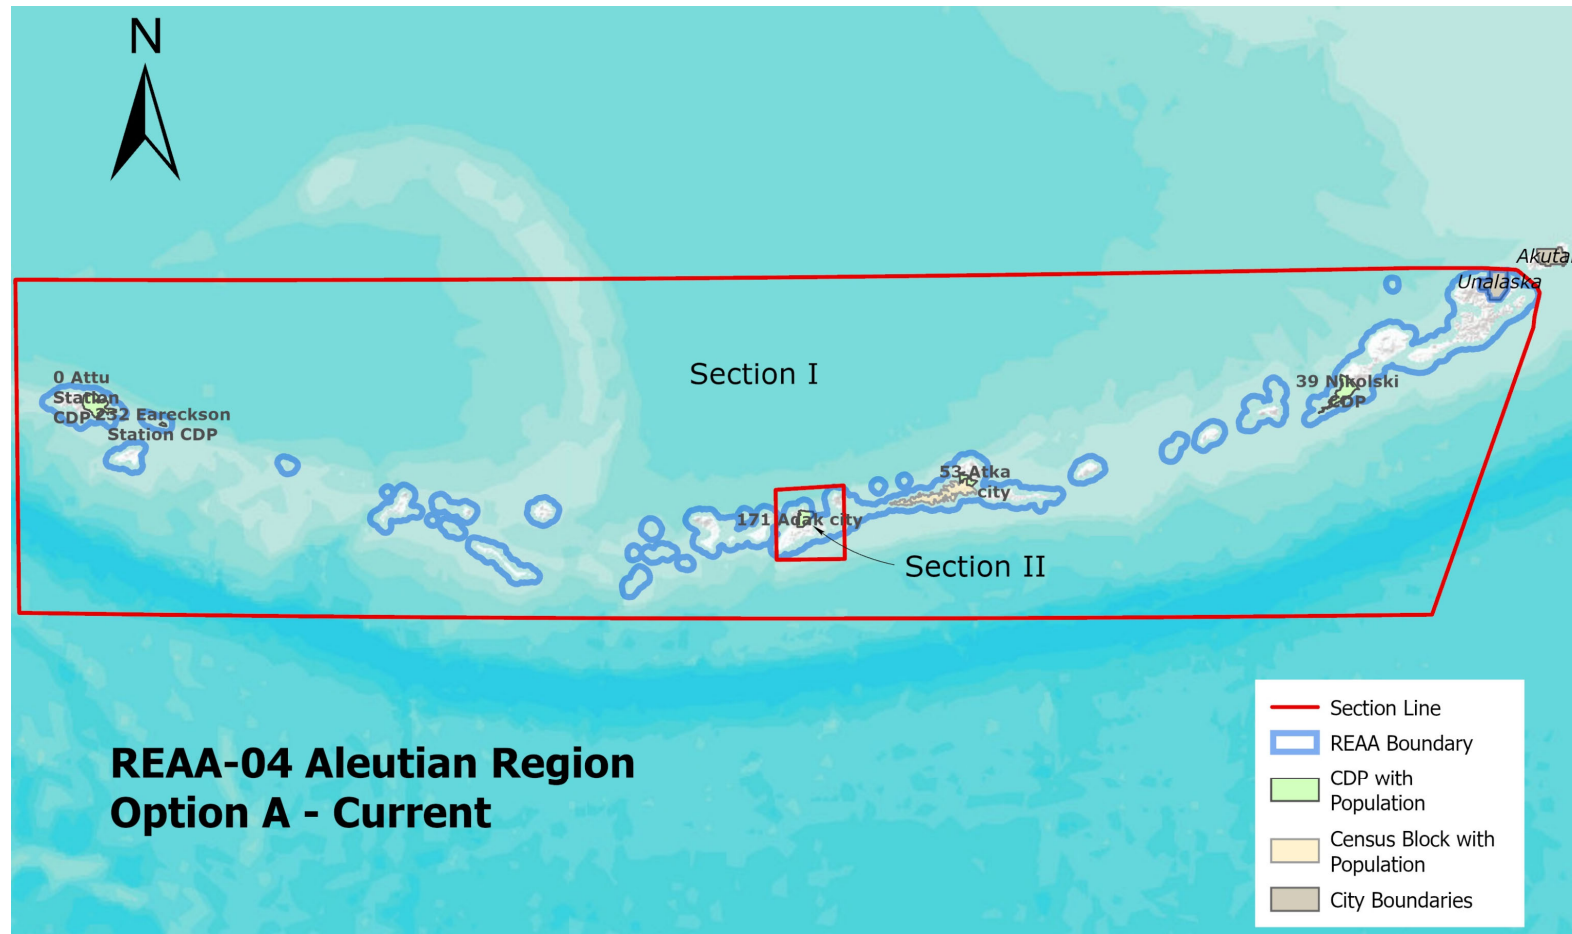 N
Akuta
Unalaska
Section I
0 Attu
Station
CDP
232 Eareckson
Station CDP
39 Nikolski
CDP
53 Atka
city
171 Adak city
Section II
REAA-04 Aleutian Region
Option A - Current
Section Line
REAA Boundary
CDP with
Population
Census Block with
Population
City Boundaries